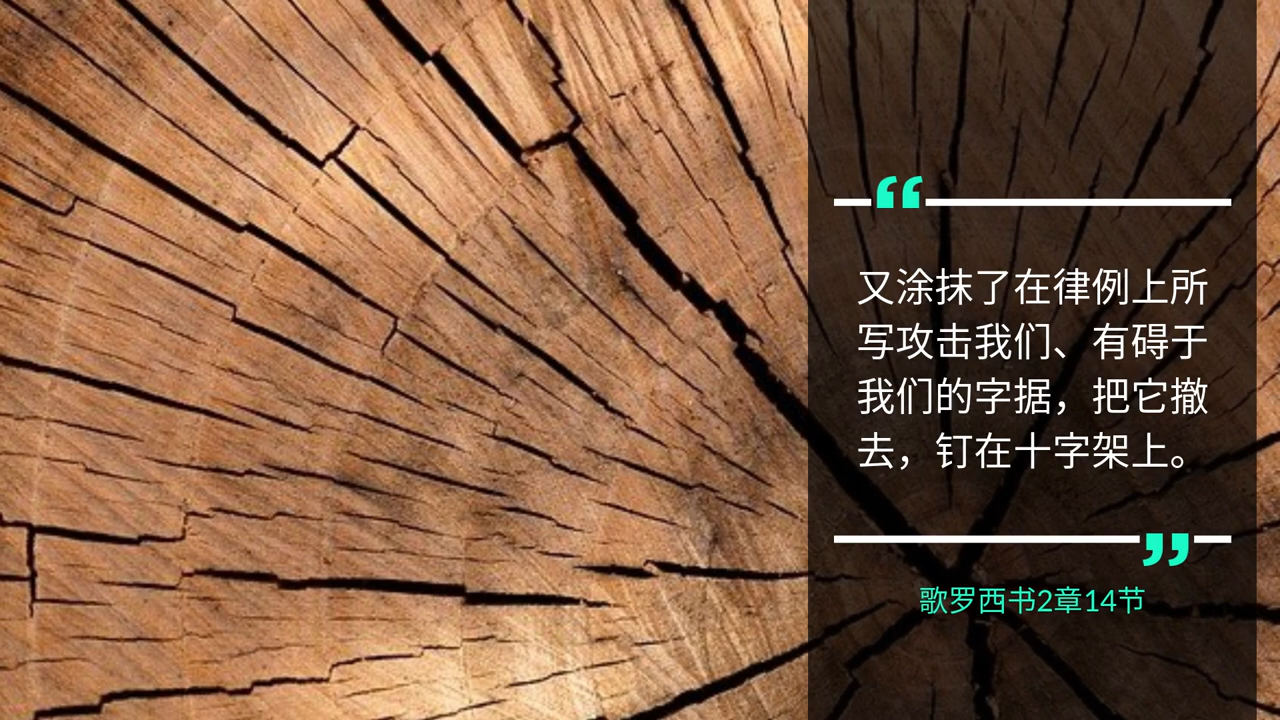 “
又涂抹了在律例上所
写攻击我们、有碍于
我们的字据，把它撤
去，钉在十字架上。
”
歌罗西书2章14节